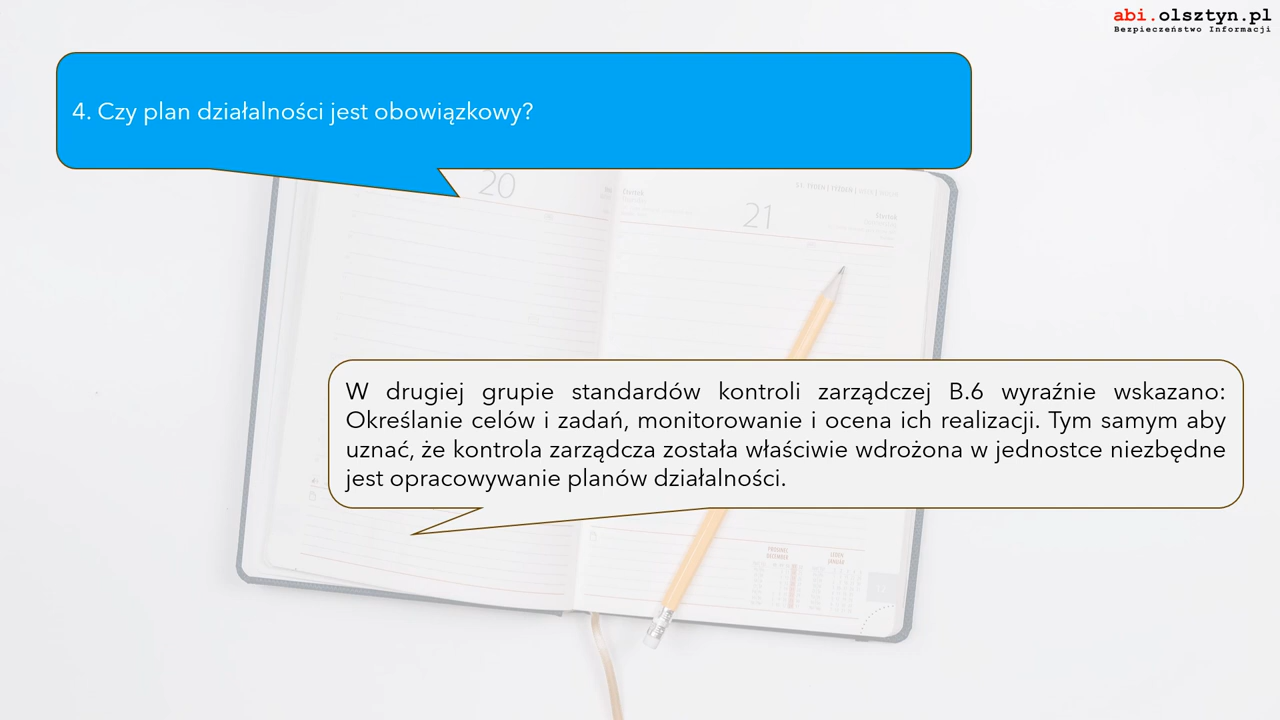 abi.olsztyn.pl
Bezpieczeństwo Informacji
4. Czy plan działalności jest obowiązkowy?
20
21
W drugiej grupie standardów kontroli zarządczej B.6 wyraźnie wskazano:
Określanie celów i zadań, monitorowanie i ocena ich realizacji. Tym samym aby
uznać, że kontrola zarządcza została właściwie wdrożona w jednostce niezbędne
jest opracowywanie planów działalności.